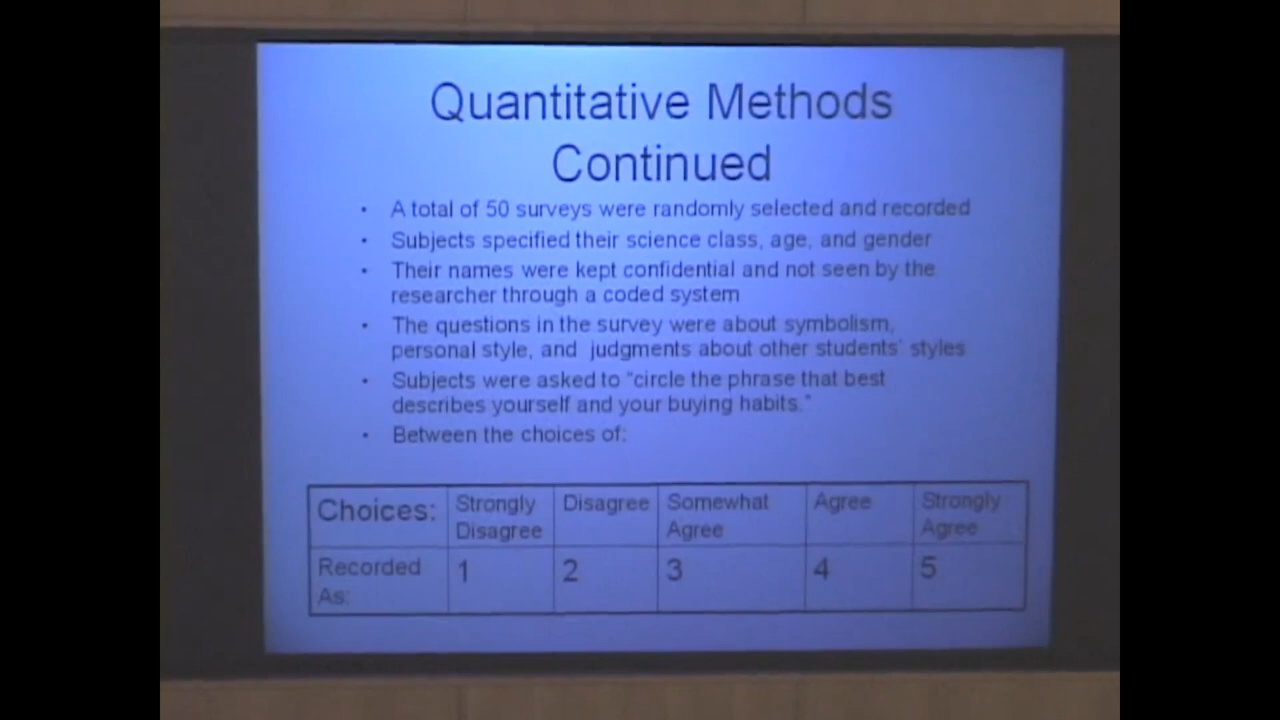 Quantitative Methods
Continued
• A total of 50 surveys were randomly selected and recorded
• Subjects specified their science class, age, and gender
• Their names were kept confidential and not seen by the
researcher through a coded system
• The questions in the survey were about symbolism,
personal style, and judgments about other students' styles
• Subjects were asked to "circle the phrase that best
describes yourself and your buying habits."
• Between the choices of:
Choices: Strongly Disagree Somewhat Agree Strongly
Disagree Agree Agree
Recorded 1 2 3 4 5
As: